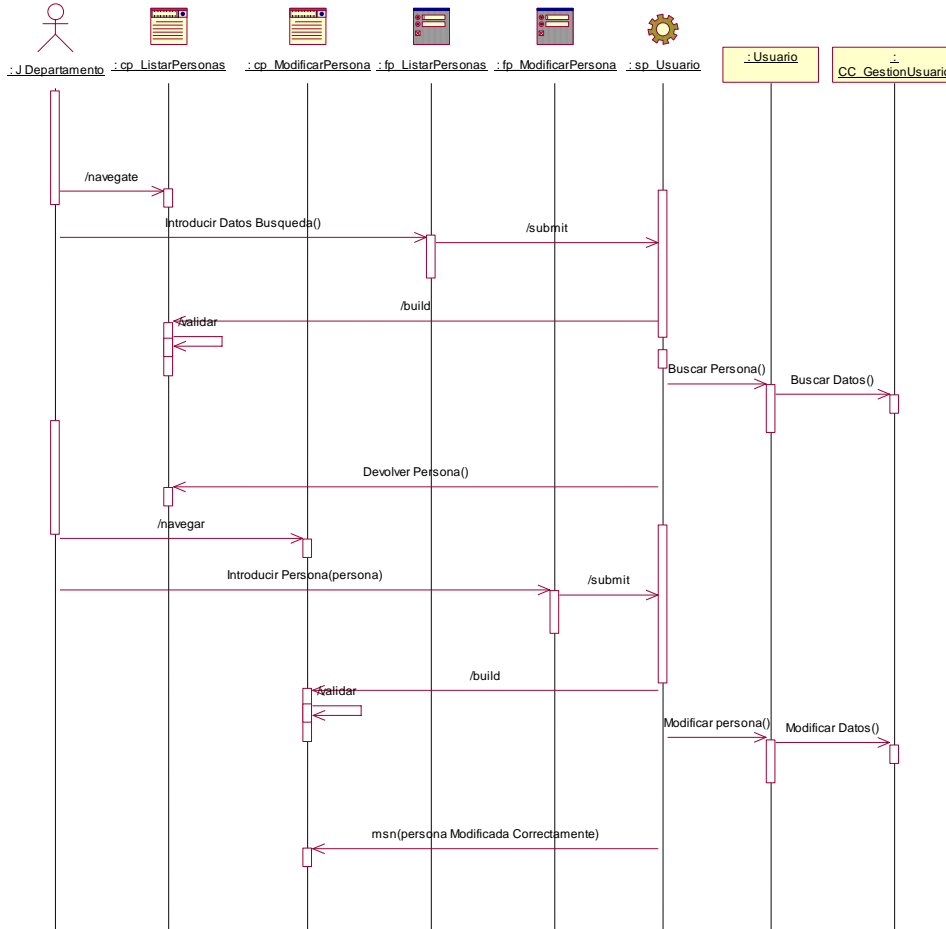 : J Departamento
: cp_ListarPersonas
: cp_ModificarPersona
: fp_ListarPersonas
: fp_ModificarPersona
: sp_Usuario
: Usuario
:
CC_GestionUsuario
/navegate
Introducir Datos Busqueda()
/submit
/build
/validar
Buscar Persona()
Buscar Datos()
Devolver Persona()
/navegar
Introducir Persona(persona)
/submit
/build
/validar
Modificar persona()
Modificar Datos()
msn(persona Modificada Correctamente)